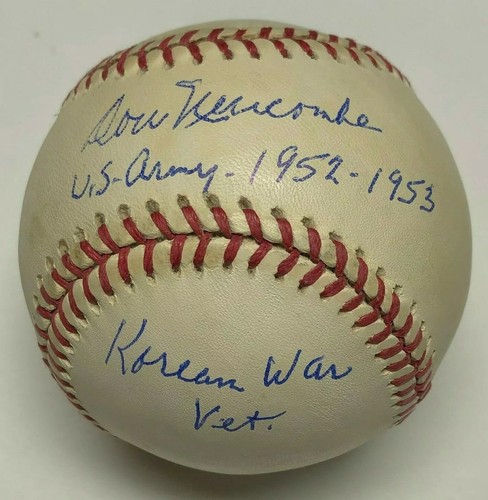 Don Newcombe
U.S-Army-1952-1953
Korean War
Vet.